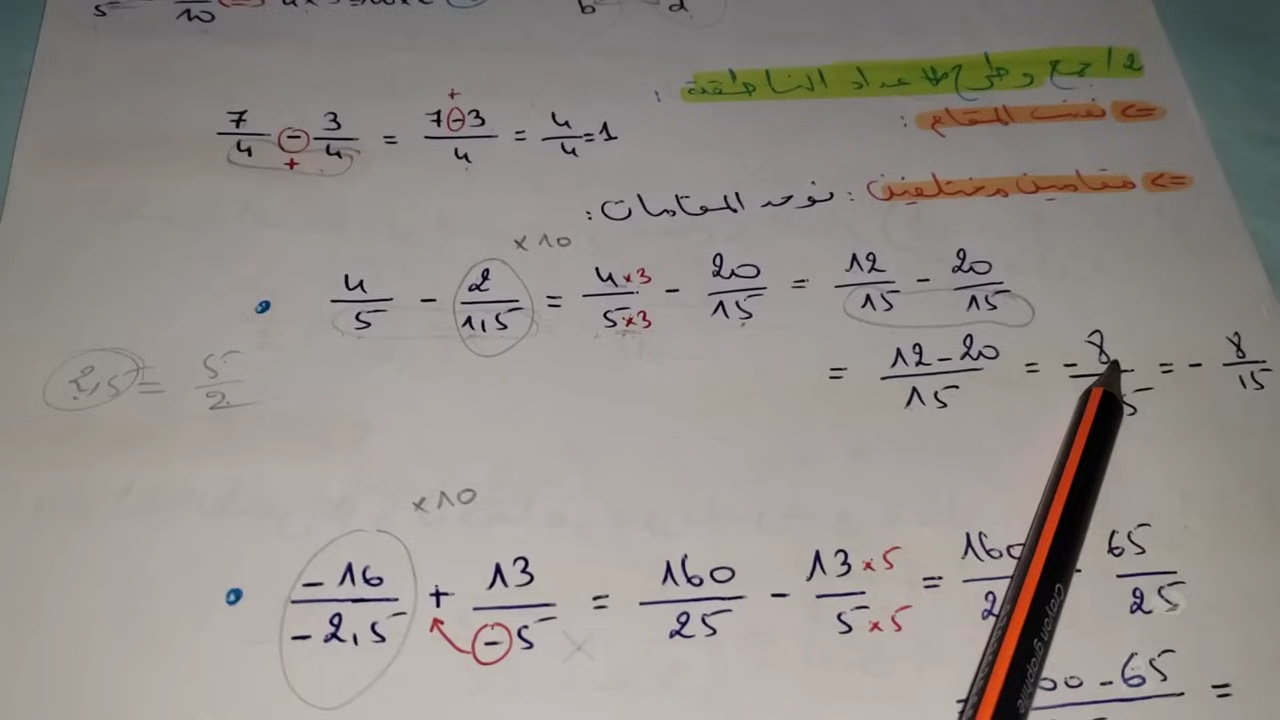 2/ جمع وطرح الأعداد الناطقة :
=> نفس المقام :
7/4 - 3/4 = 7-3/4 = 4/4 = 1
+ +
=> مقامين مختلفين : نوحد المقامات :
×10
4/5 - 2/1,5 = 4×3/5×3 - 20/15 = 12/15 - 20/15
= 12-20/15 = -8/ = - 8/15
2,5 = 5/2
×10
-16/-2,5 + 13/-5 = 160/25 - 13×5/5×5 = 160/ - 65/25
-65 =